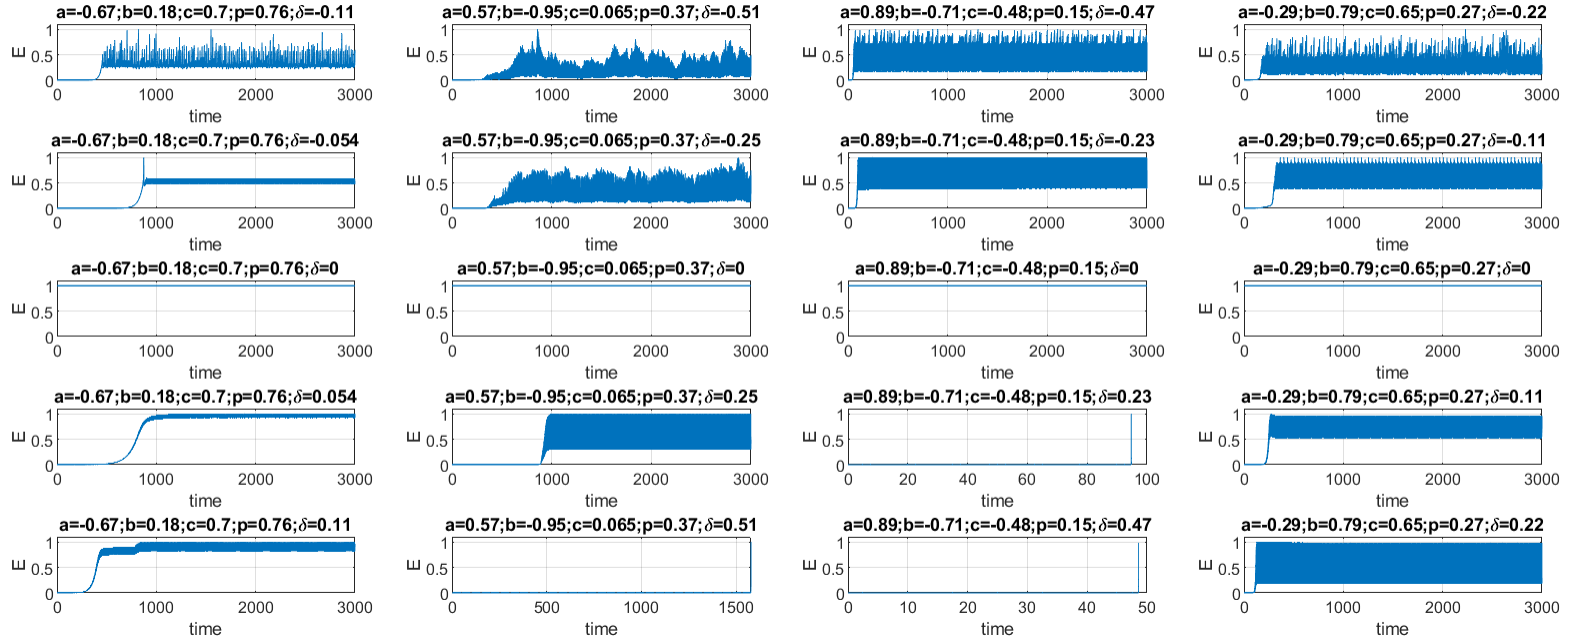 a=-0.67;b=0.18;c=0.7;p=0.76;δ=-0.11 a=0.57;b=-0.95;c=0.065;p=0.37;δ=-0.51 a=0.89;b=-0.71;c=-0.48;p=0.15;δ=-0.47 a=-0.29;b=0.79;c=0.65;p=0.27;δ=-0.22
1 1 1 1
E 0.5 E 0.5 E 0.5 E 0.5
0 0 0 0
0 1000 2000 3000 0 1000 2000 3000 0 1000 2000 3000 0 1000 2000 3000
time time time time
a=-0.67;b=0.18;c=0.7;p=0.76;δ=-0.054 a=0.57;b=-0.95;c=0.065;p=0.37;δ=-0.25 a=0.89;b=-0.71;c=-0.48;p=0.15;δ=-0.23 a=-0.29;b=0.79;c=0.65;p=0.27;δ=-0.11
1 1 1 1
E 0.5 E 0.5 E 0.5 E 0.5
0 0 0 0
0 1000 2000 3000 0 1000 2000 3000 0 1000 2000 3000 0 1000 2000 3000
time time time time
a=-0.67;b=0.18;c=0.7;p=0.76;δ=0 a=0.57;b=-0.95;c=0.065;p=0.37;δ=0 a=0.89;b=-0.71;c=-0.48;p=0.15;δ=0 a=-0.29;b=0.79;c=0.65;p=0.27;δ=0
1 1 1 1
E 0.5 E 0.5 E 0.5 E 0.5
0 0 0 0
0 1000 2000 3000 0 1000 2000 3000 0 1000 2000 3000 0 1000 2000 3000
time time time time
a=-0.67;b=0.18;c=0.7;p=0.76;δ=0.054 a=0.57;b=-0.95;c=0.065;p=0.37;δ=0.25 a=0.89;b=-0.71;c=-0.48;p=0.15;δ=0.23 a=-0.29;b=0.79;c=0.65;p=0.27;δ=0.11
1 1 1 1
E 0.5 E 0.5 E 0.5 E 0.5
0 0 0 0
0 1000 2000 3000 0 1000 2000 3000 0 20 40 60 80 100 0 1000 2000 3000
time time time time
a=-0.67;b=0.18;c=0.7;p=0.76;δ=0.11 a=0.57;b=-0.95;c=0.065;p=0.37;δ=0.51 a=0.89;b=-0.71;c=-0.48;p=0.15;δ=0.47 a=-0.29;b=0.79;c=0.65;p=0.27;δ=0.22
1 1 1 1
E 0.5 E 0.5 E 0.5 E 0.5
0 0 0 0
0 1000 2000 3000 0 500 1000 1500 0 10 20 30 40 50 0 1000 2000 3000
time time time time